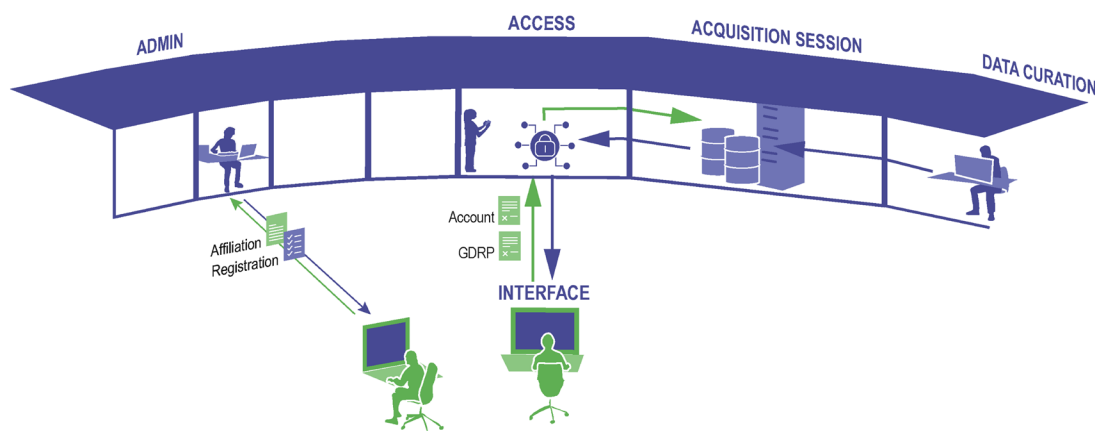 ADMIN
ACCESS
ACQUISITION SESSION
DATA CURATION
Account
GDRP
Affiliation
Registration
INTERFACE